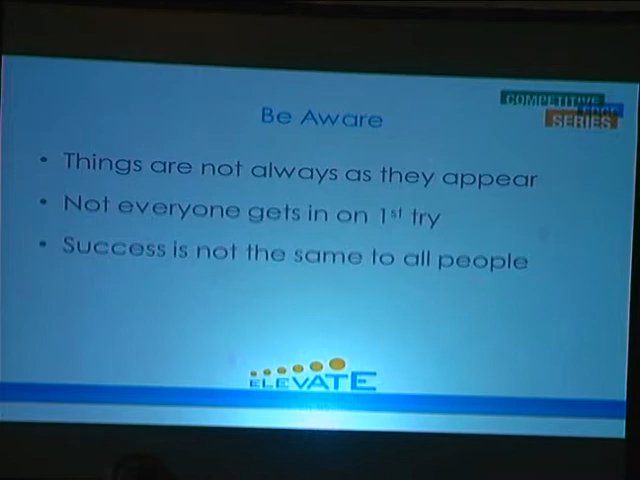 COMPETITIVE
EDGE
SERIES
Be Aware
• Things are not always as they appear
• Not everyone gets in on 1st try
• Success is not the same to all people
ELEVATE